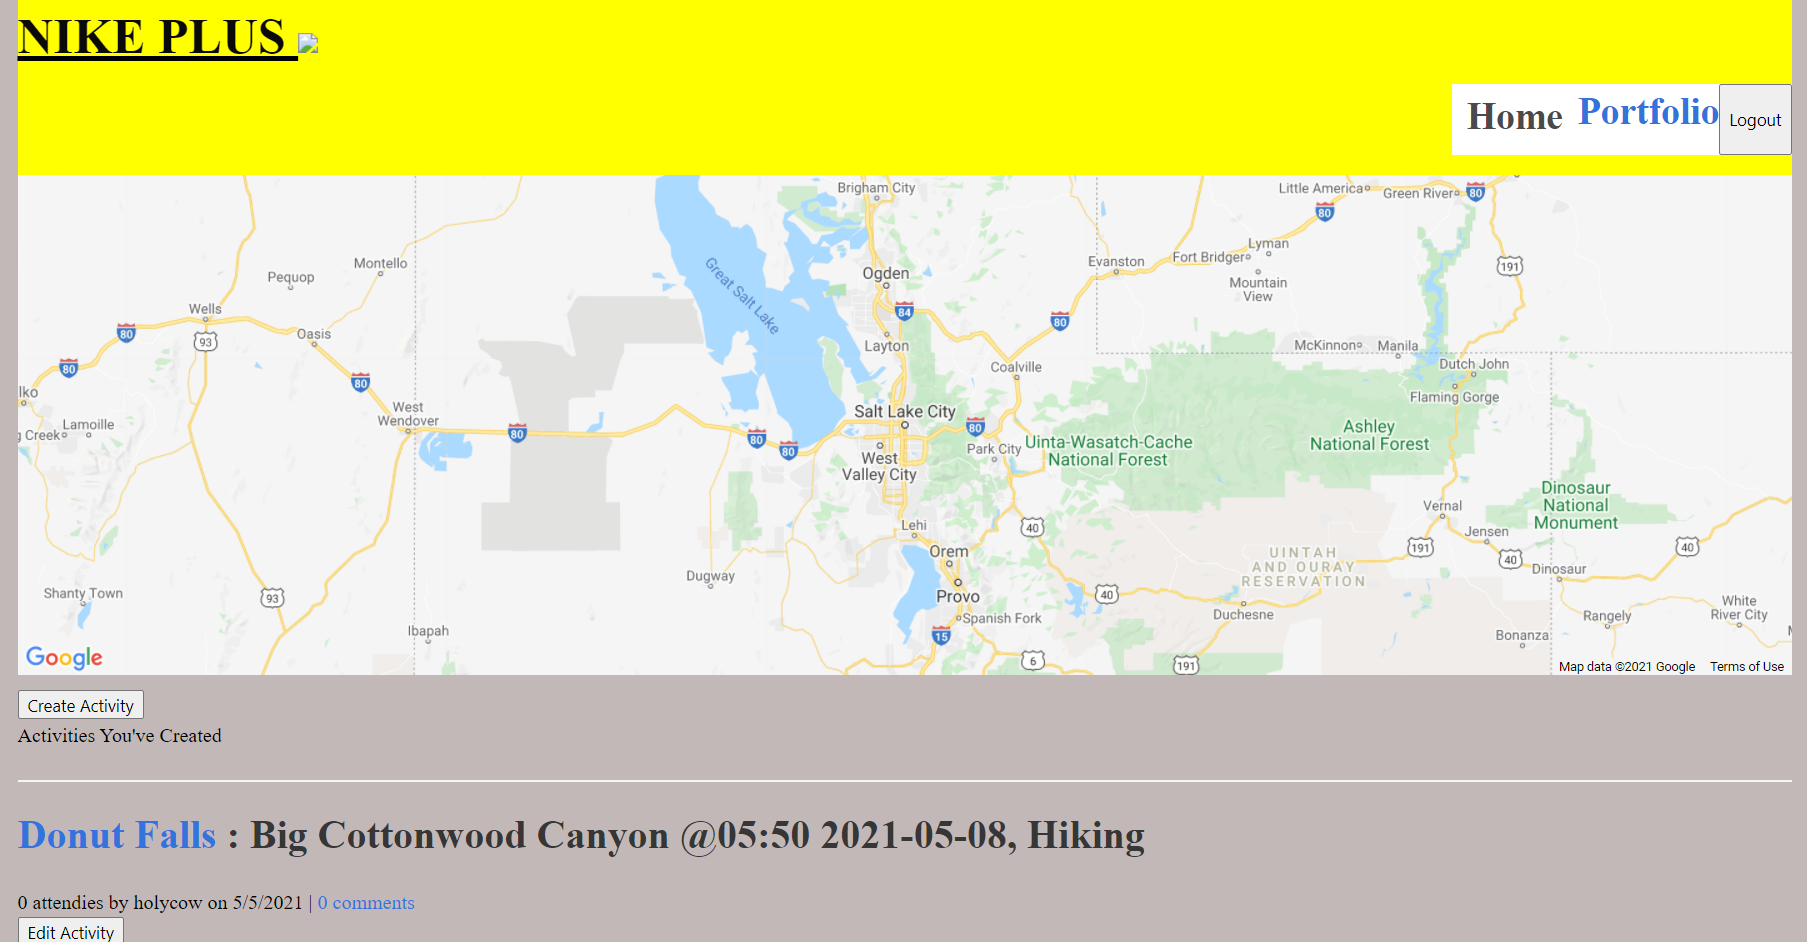 NIKE PLUS
Home Portfolio Logout
Brigham City
Little America
Green River
80
80
Lyman
Fort Bridger
Evanston
Montello
Pequop
Ogden
191
Mountain
View
Great Salt Lake
Wells
84
80
80
Oasis
93
Layton
McKinnon
Manila
80
Coalville
Dutch John
80
lko
West
Wendover
Flaming Gorge
Salt Lake City
Lamoille
g Creek
80
80
80
80
Ashley
National Forest
Uinta-Wasatch-Cache
National Forest
Park City
West
Valley City
Dinosaur
National
Monument
Vernal
Lehi
40
Jensen
191
40
40
Orem
UINTAH
AND OURAY
RESERVATION
Dinosaur
Dugway
Shanty Town
93
Provo
40
White
River City
Duchesne
Rangely
Spanish Fork
Ibapah
15
Bonanza
6
191
Google
Map data ©2021 Google Terms of Use
Create Activity
Activities You've Created
Donut Falls : Big Cottonwood Canyon @05:50 2021-05-08, Hiking
0 attendies by holycow on 5/5/2021 | 0 comments
Edit Activity